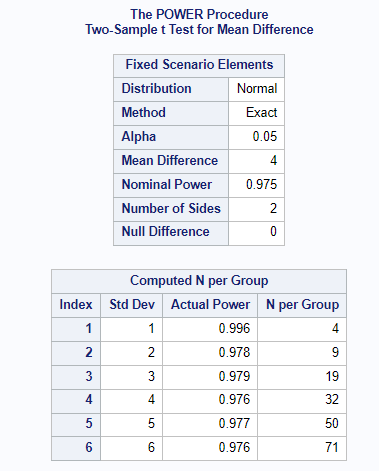 The POWER Procedure
Two-Sample t Test for Mean Difference
Fixed Scenario Elements
Distribution Normal
Method Exact
Alpha 0.05
Mean Difference 4
Nominal Power 0.975
Number of Sides 2
Null Difference 0
Computed N per Group
Index Std Dev Actual Power N per Group
1 1 0.996 4
2 2 0.978 9
3 3 0.979 19
4 4 0.976 32
5 5 0.977 50
6 6 0.976 71